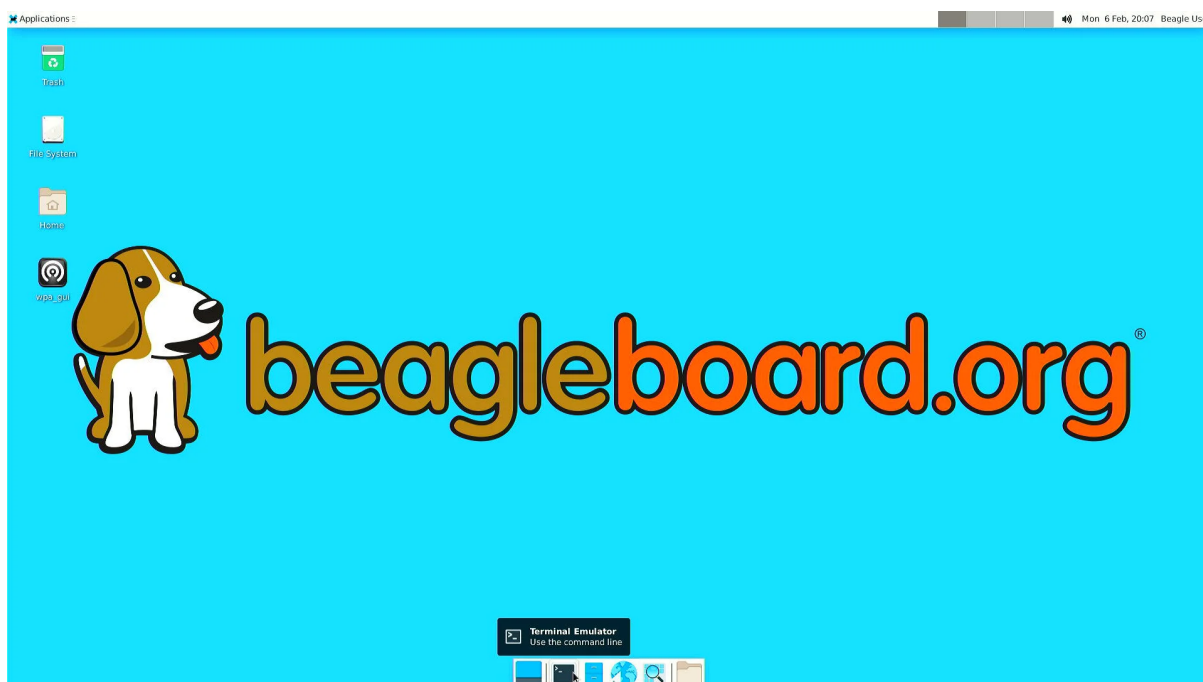 Applications
Mon 6 Feb, 20:07 Beagle Us
Trash
File System
Home
wpa_gui
beagleboard.org®
Terminal Emulator
Use the command line